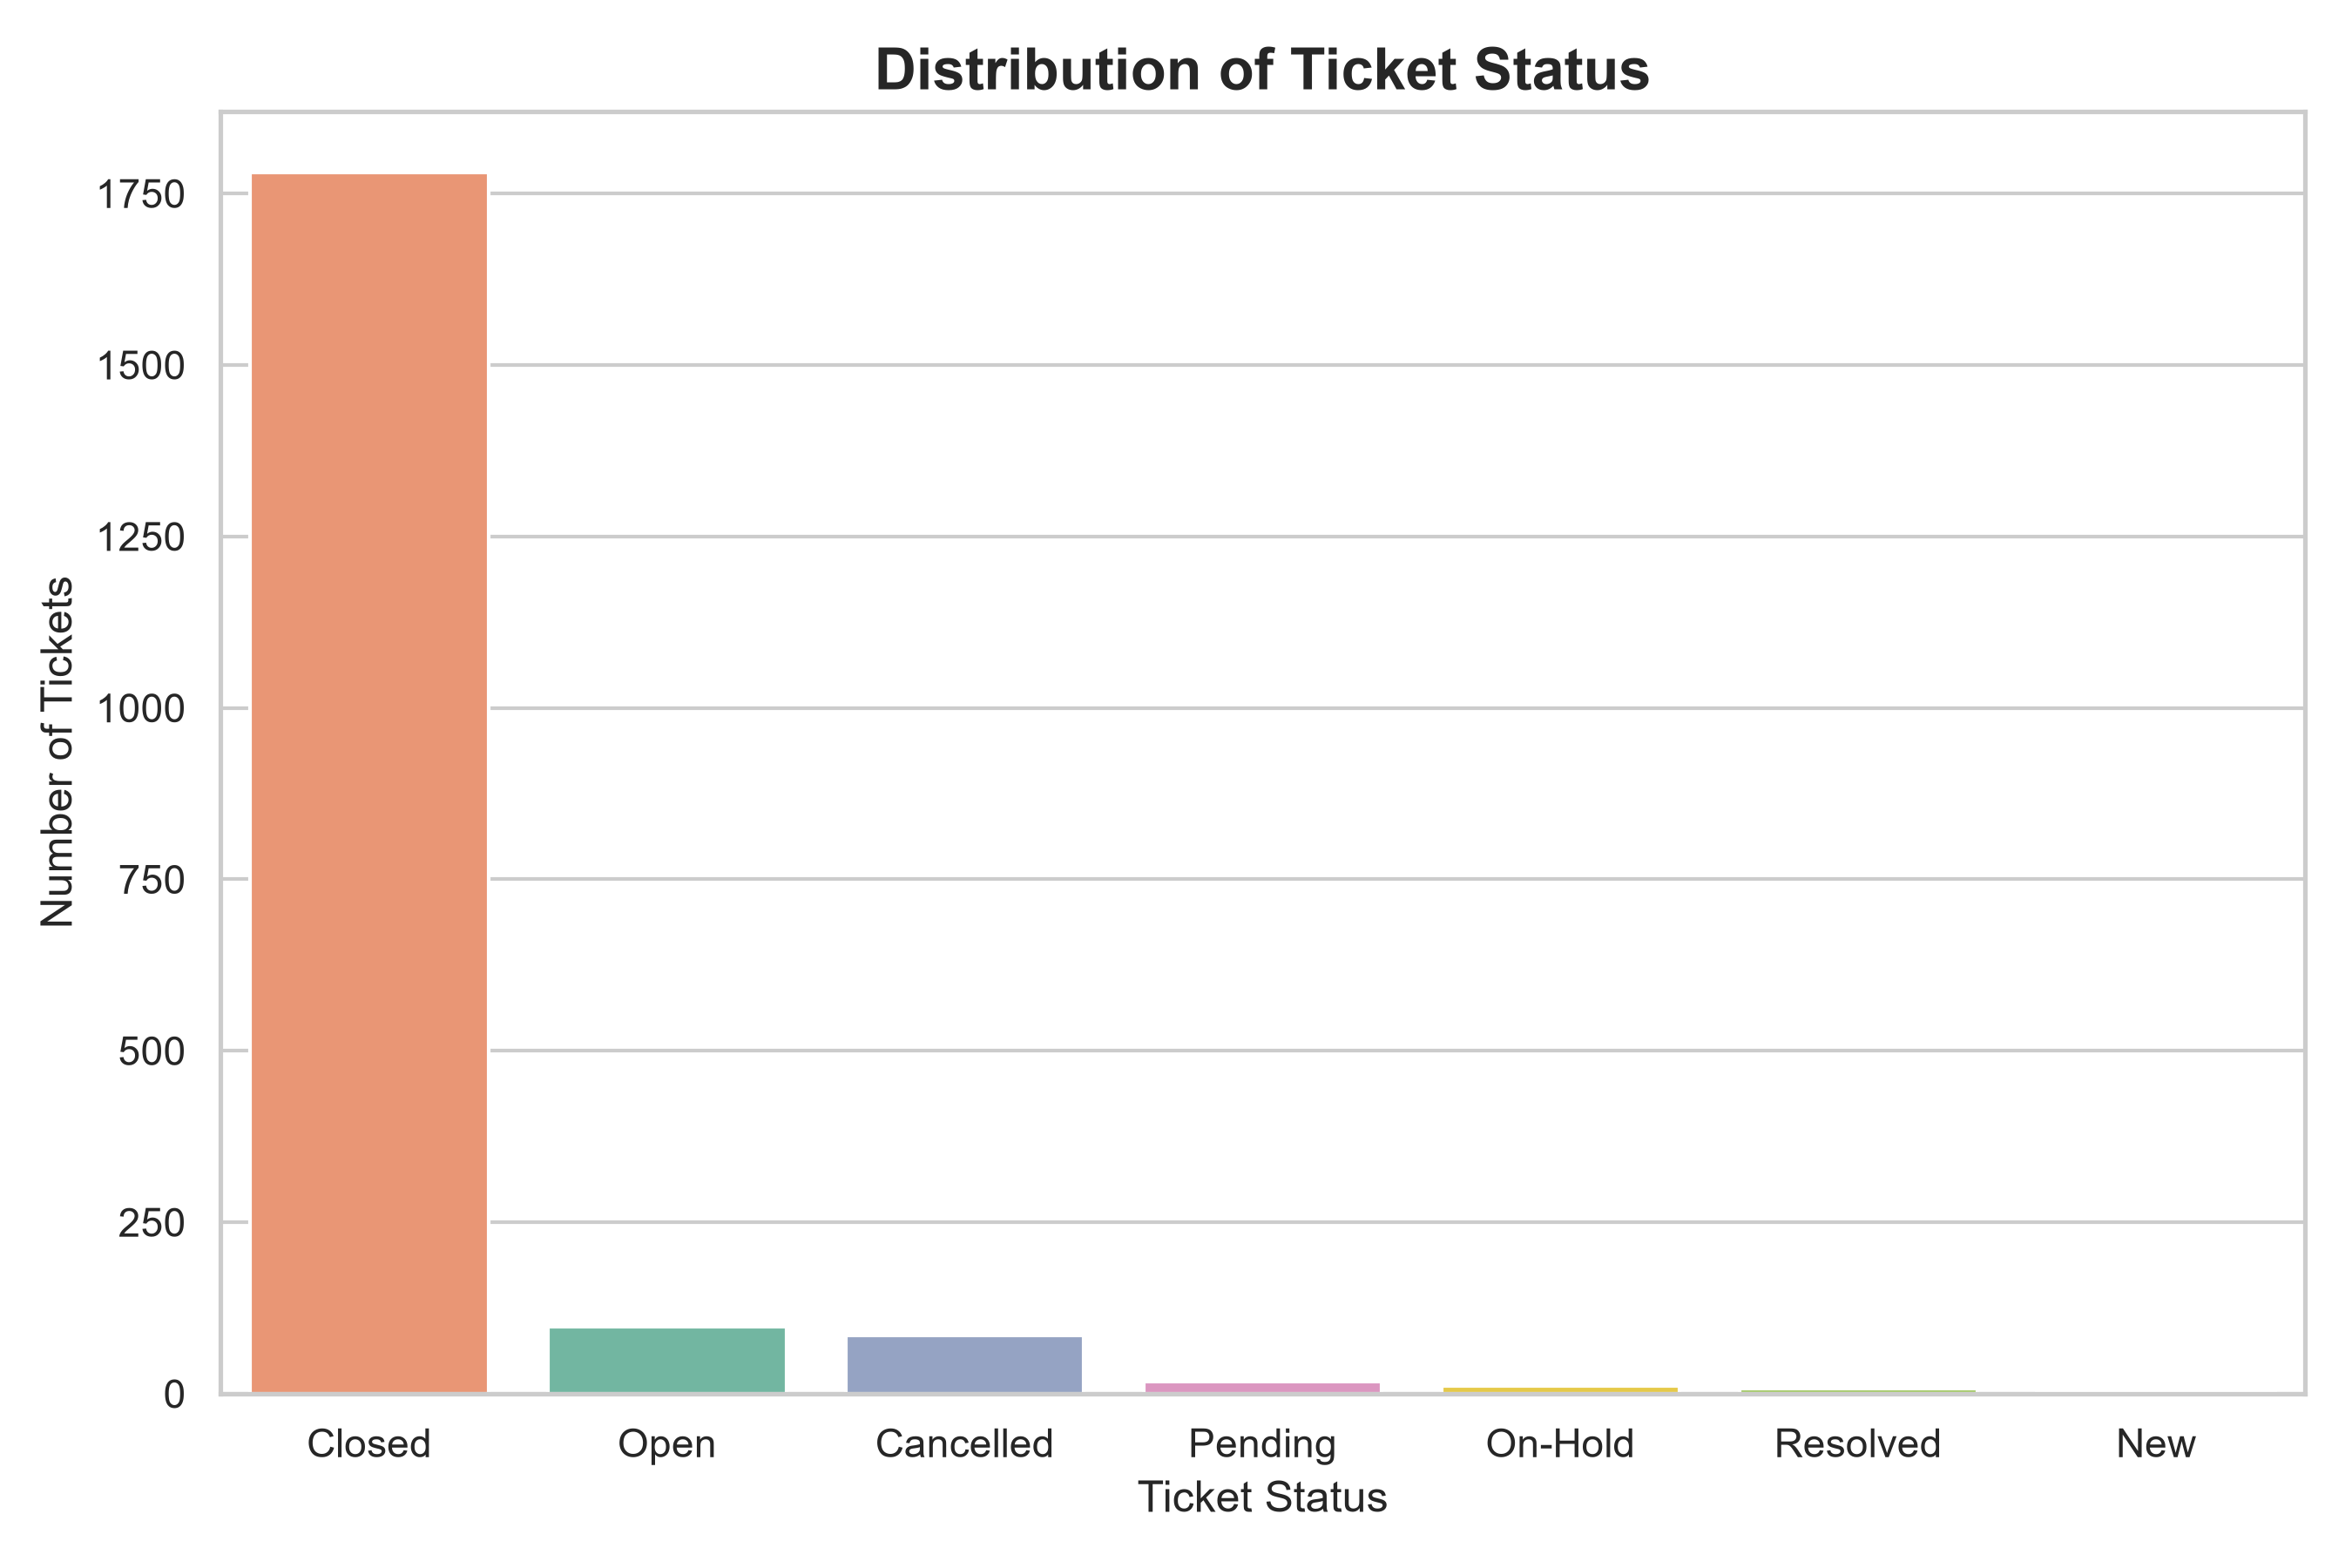 Distribution of Ticket Status
Number of Tickets
1750
1500
1250
1000
750
500
250
0
Closed Open Cancelled Pending On-Hold Resolved New
Ticket Status